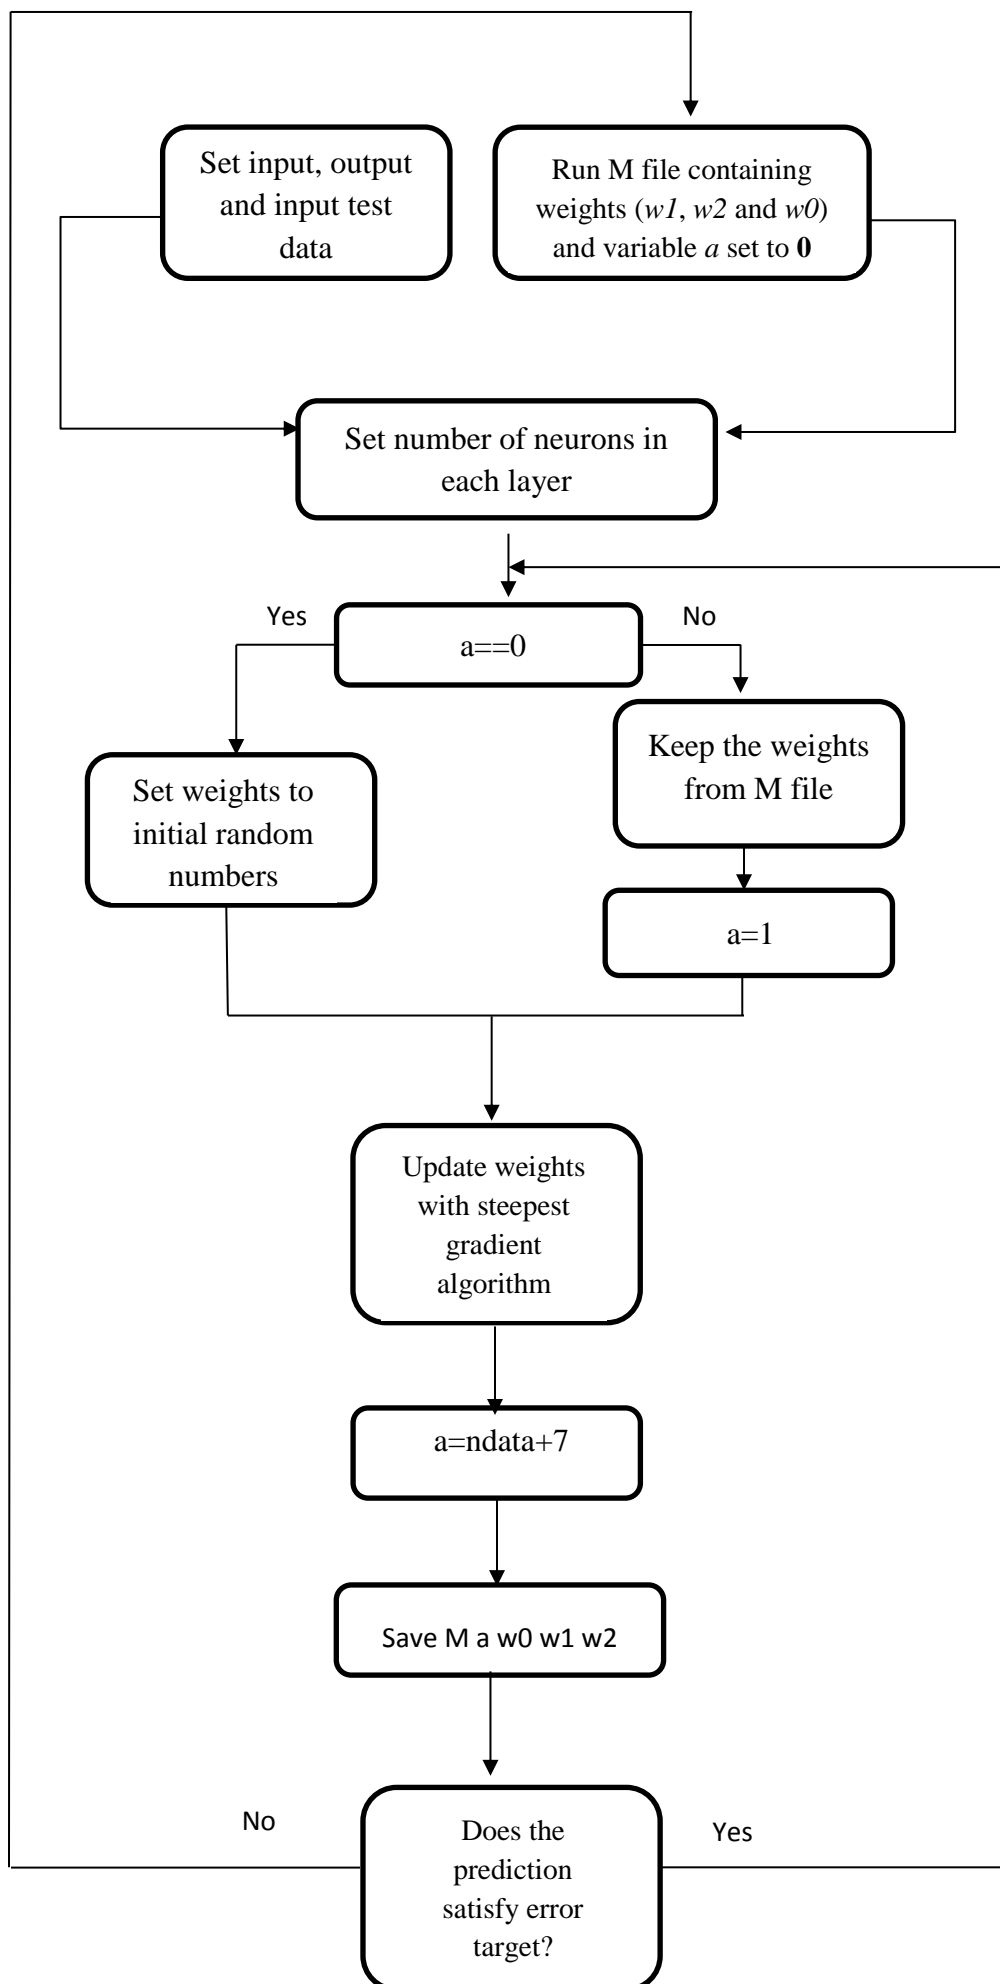 Set input, output
and input test
data
Run M file containing
weights (w1, w2 and w0)
and variable a set to 0
Set number of neurons in
each layer
Yes
a==0
No
Keep the weights
from M file
Set weights to
initial random
numbers
a=1
Update weights
with steepest
gradient
algorithm
a=ndata+7
Save M a w0 w1 w2
No
Does the
prediction
satisfy error
target?
Yes